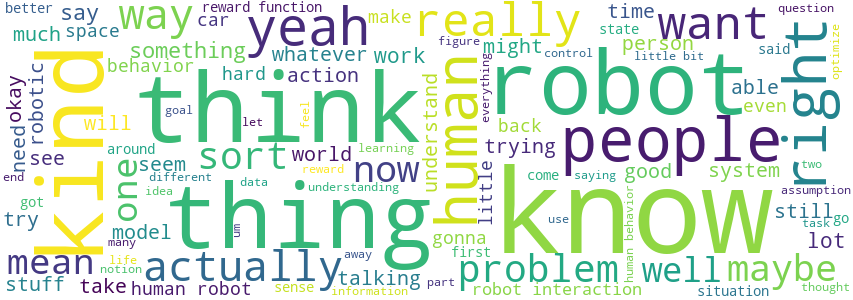 better
say
way
reward function
car
yeah
make
really
time
want
question
much
space
something
whatever
work
figure
might
state
person
control
little bit
said
right
optimize
okay
robotic
kind
behavior
hard
action
think
goal
let
feel
understand
human
everything
robot
able
even
need
see
will
one
around
seem
sort
world
now
learning
back
trying
people
good
system
end
got
try
idea
different
data
reward
understanding
thing
little
come
saying
know
human behavior
assumption
two
task
still
go
model
um
many
mean
notion
life
stuff
take
human robot
actually
sense
away
talking
information
gonna
first
part
problem
robot interaction
use
well
situation
maybe
lot
thought